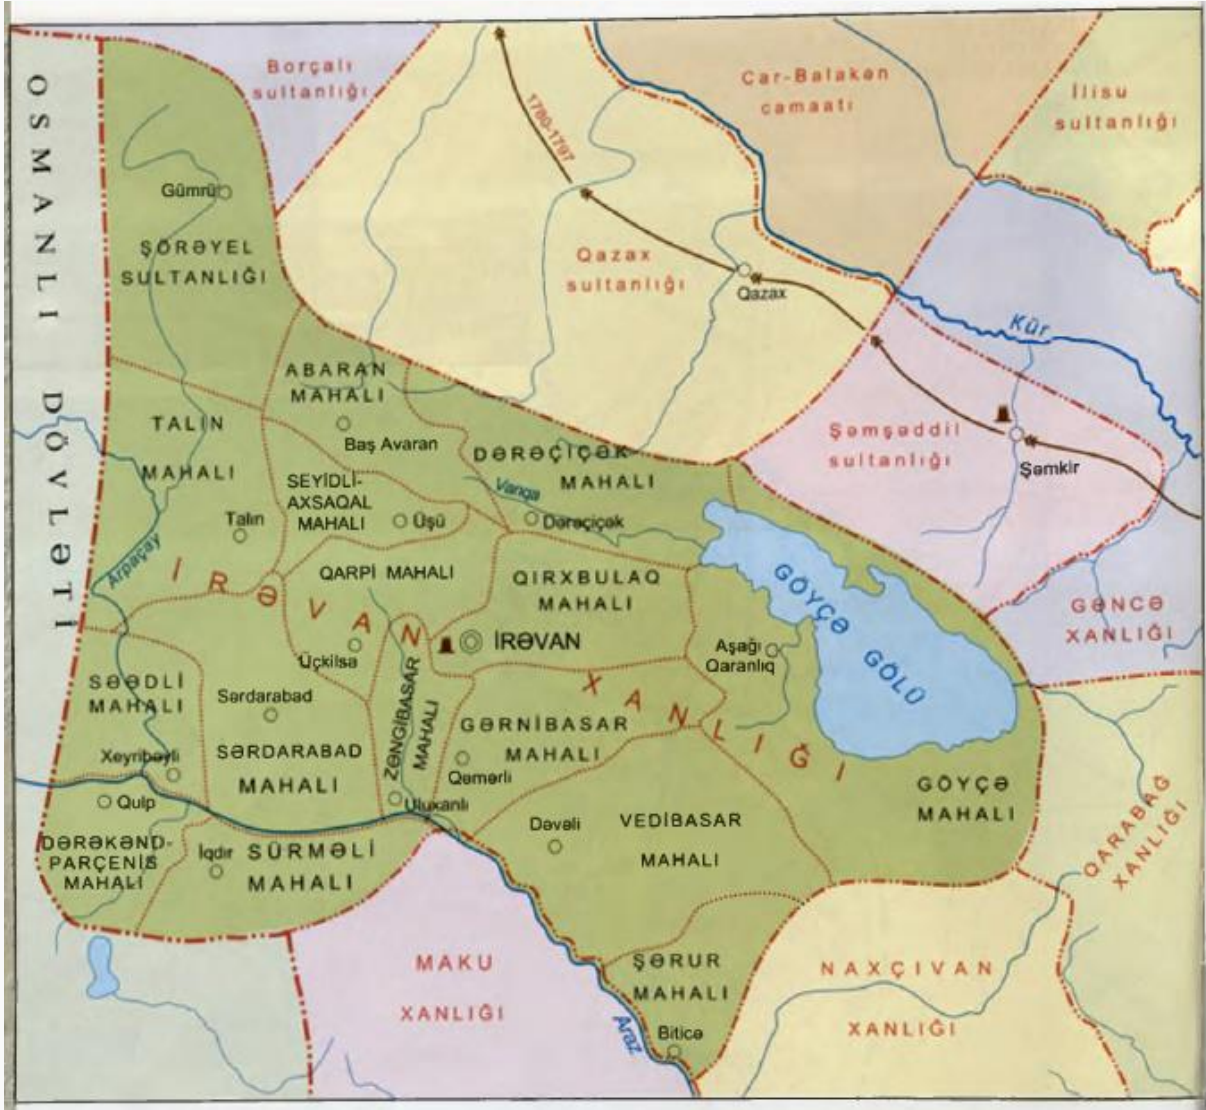 OSMANLI DÖVLƏTİ
Borçalı
sultanlığı
Car-Balakən
camaatı
İlisu
sultanlığı
1780-1797
Gümrü
ŞÖRƏYEL
SULTANLIĞI
Qazax
sultanlığı
Qazax
Kür
ABARAN
MAHALI
Baş Avaran
TALIN
MAHALI
Talın
DƏRƏÇİÇƏK
MAHALI
Dərəçiçək
Şəmşəddil
sultanlığı
Şəmkir
SEYİDLİ-
AXSAQAL
MAHALI
Üşü
Arpaçay
İRƏVAN XANLIĞI
QARPİ MAHALI
QIRXBULAQ
MAHALI
GÖYÇƏ GÖLÜ
GƏNCƏ
XANLIĞI
İRƏVAN
Üçkilsə
Aşağı
Qaranlıq
SƏƏDLİ
MAHALI
Sərdarabad
SƏRDARABAD
MAHALI
ZƏNGİBASAR
MAHALI
GƏRNİBASAR
MAHALI
Qəmərli
Xeyribəyli
Uluxanlı
GÖYÇƏ
MAHALI
QARABAĞ
XANLIĞI
Qulp
DƏRƏKƏND-
PARÇENİS
MAHALI
İqdır
SÜRMƏLİ
MAHALI
Dəvəli
VEDİBASAR
MAHALI
MAKU
XANLIĞI
ŞƏRUR
MAHALI
NAXÇIVAN
XANLIĞI
Araz
Biticə